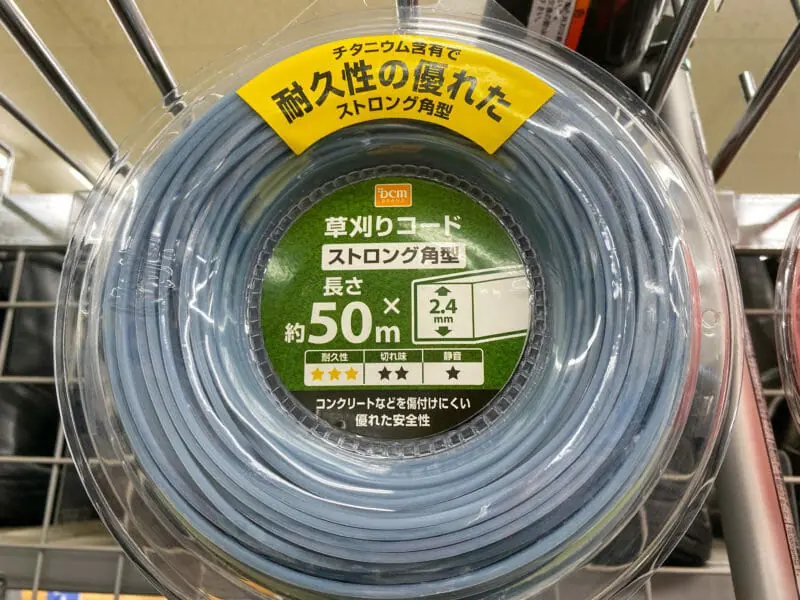 チタニウム含有で
耐久性の優れた
ストロング角型
DCM
BRAND
草刈りコード
ストロング角型
長さ
約50m
×
2.4
mm
耐久性 切れ味 静音
★★★ ★★ ★
コンクリートなどを傷付けにくい
優れた安全性